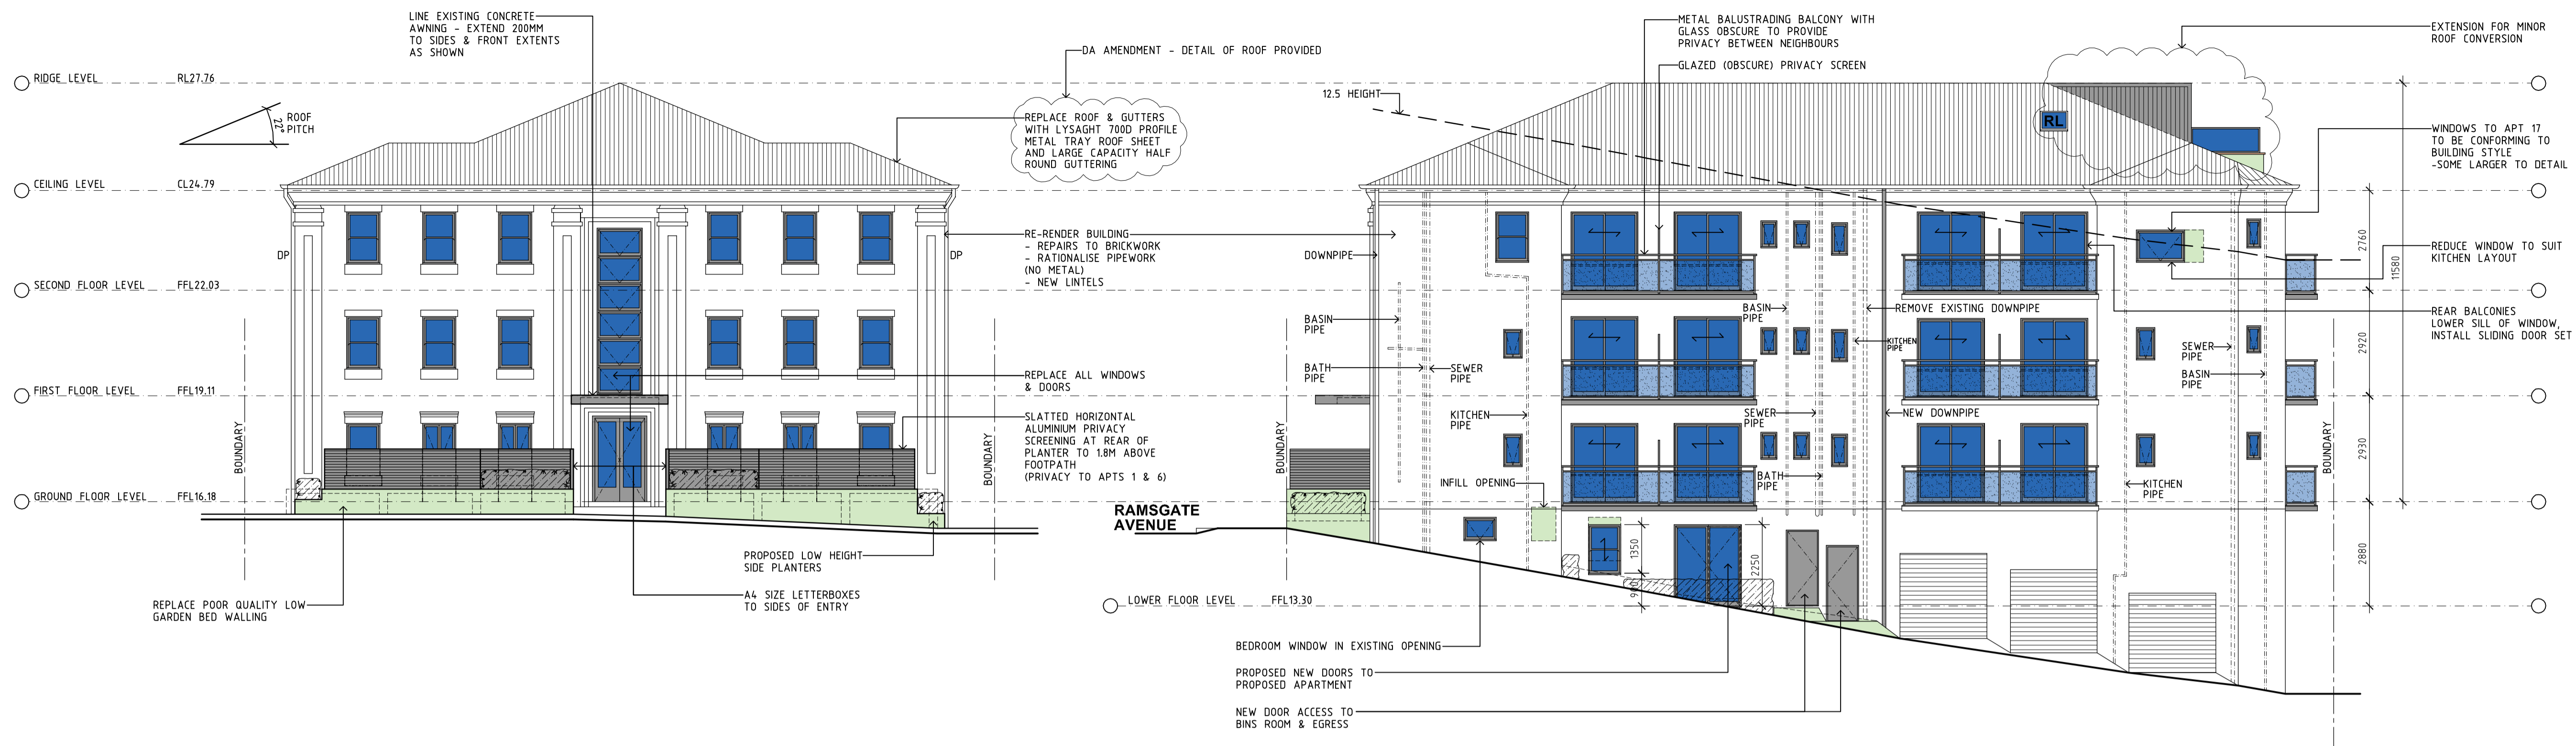 LINE EXISTING CONCRETE
AWNING - EXTEND 200MM
TO SIDES & FRONT EXTENTS
AS SHOWN
DA AMENDMENT - DETAIL OF ROOF PROVIDED
RIDGE LEVEL RL27.76
22°
ROOF
PITCH
REPLACE ROOF & GUTTERS
WITH LYSAGHT 700D PROFILE
METAL TRAY ROOF SHEET
AND LARGE CAPACITY HALF
ROUND GUTTERING
CEILING LEVEL CL24.79
DP
DP
RE-RENDER BUILDING
- REPAIRS TO BRICKWORK
- RATIONALISE PIPEWORK
(NO METAL)
- NEW LINTELS
SECOND FLOOR LEVEL FFL22.03
REPLACE ALL WINDOWS
& DOORS
FIRST FLOOR LEVEL FFL19.11
SLATTED HORIZONTAL
ALUMINIUM PRIVACY
SCREENING AT REAR OF
PLANTER TO 1.8M ABOVE
FOOTPATH
(PRIVACY TO APTS 1 & 6)
BOUNDARY
BOUNDARY
GROUND FLOOR LEVEL FFL16.18
PROPOSED LOW HEIGHT
SIDE PLANTERS
A4 SIZE LETTERBOXES
TO SIDES OF ENTRY
REPLACE POOR QUALITY LOW
GARDEN BED WALLING
METAL BALUSTRADING BALCONY WITH
GLASS OBSCURE TO PROVIDE
PRIVACY BETWEEN NEIGHBOURS
GLAZED (OBSCURE) PRIVACY SCREEN
12.5 HEIGHT
EXTENSION FOR MINOR
ROOF CONVERSION
RL
WINDOWS TO APT 17
TO BE CONFORMING TO
BUILDING STYLE
-SOME LARGER TO DETAIL
DOWNPIPE
REDUCE WINDOW TO SUIT
KITCHEN LAYOUT
2760
11580
BASIN
PIPE
BASIN
PIPE
REMOVE EXISTING DOWNPIPE
REAR BALCONIES
LOWER SILL OF WINDOW,
INSTALL SLIDING DOOR SET
KITCHEN
PIPE
SEWER
PIPE
2920
BATH
PIPE
SEWER
PIPE
BASIN
PIPE
KITCHEN
PIPE
SEWER
PIPE
NEW DOWNPIPE
BOUNDARY
BOUNDARY
2930
BATH
PIPE
INFILL OPENING
KITCHEN
PIPE
RAMSGATE
AVENUE
1350
900
2250
2880
LOWER FLOOR LEVEL FFL13.30
BEDROOM WINDOW IN EXISTING OPENING
PROPOSED NEW DOORS TO
PROPOSED APARTMENT
NEW DOOR ACCESS TO
BINS ROOM & EGRESS